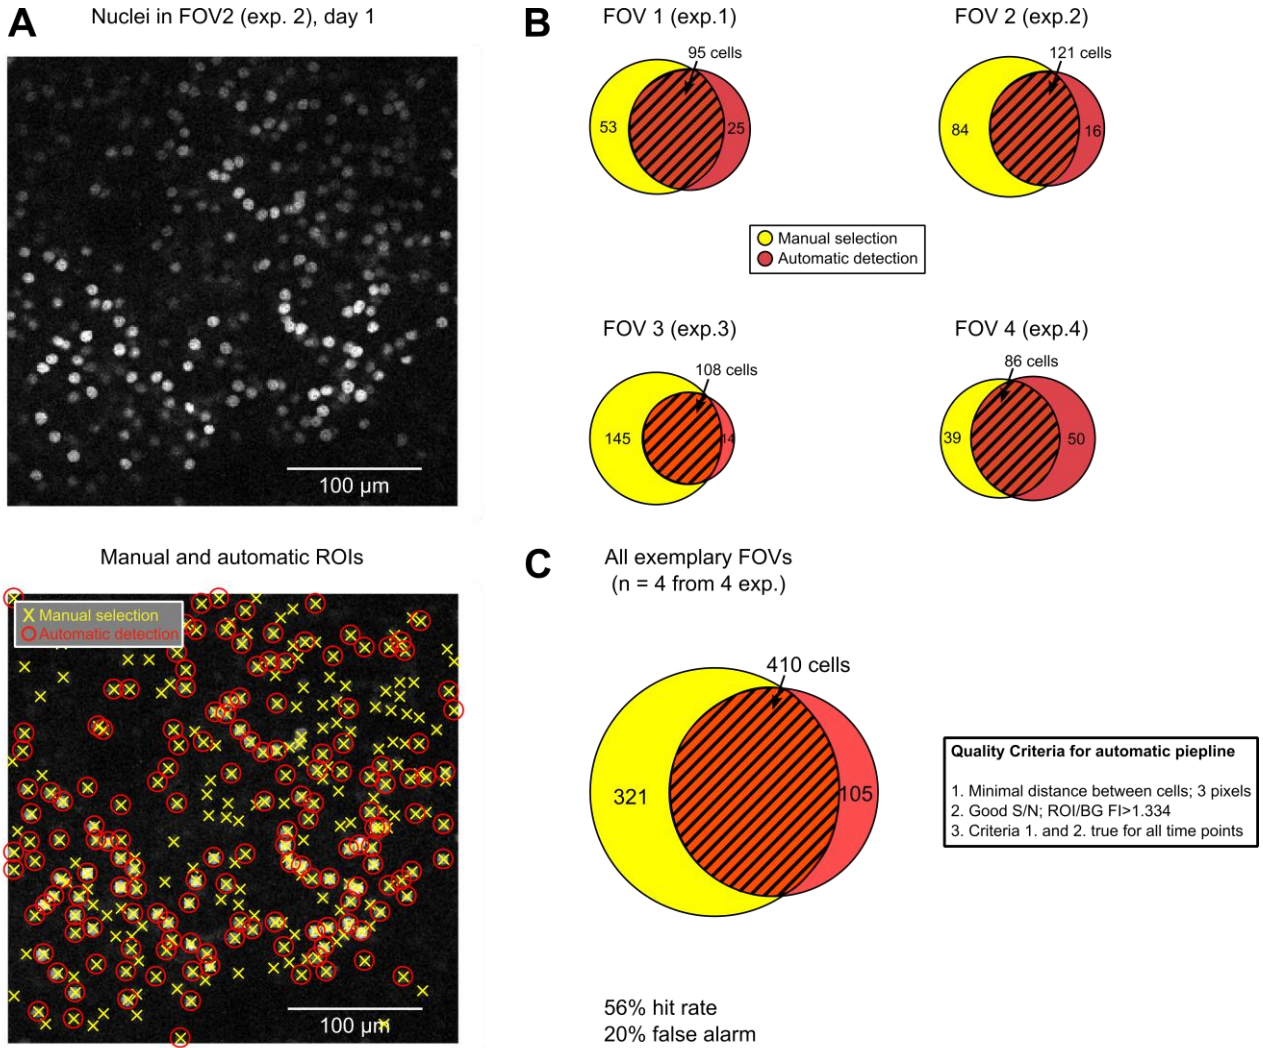 A
Nuclei in FOV2 (exp. 2), day 1
100 µm
Manual and automatic ROIs
X Manual selection
Automatic detection
100 µm
B
FOV 1 (exp.1)
95 cells
53
25
FOV 2 (exp.2)
121 cells
84
16
Manual selection
Automatic detection
FOV 3 (exp.3)
108 cells
145
14
FOV 4 (exp.4)
86 cells
39
50
C
All exemplary FOVs
(n = 4 from 4 exp.)
410 cells
321
105
56% hit rate
20% false alarm
Quality Criteria for automatic piepline
1. Minimal distance between cells; 3 pixels
2. Good S/N; ROI/BG FI>1.334
3. Criteria 1. and 2. true for all time points